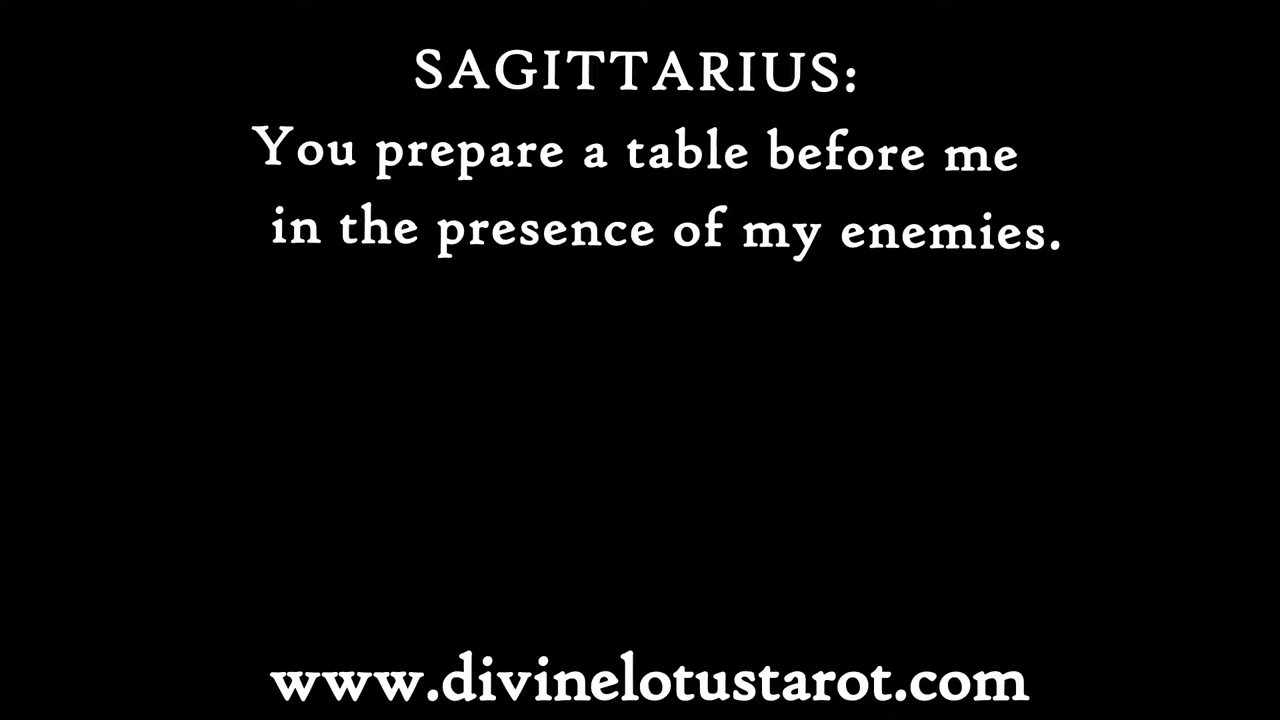 SAGITTARIUS:
You prepare a table before me
in the presence of my enemies.
www.divinelotustarot.com